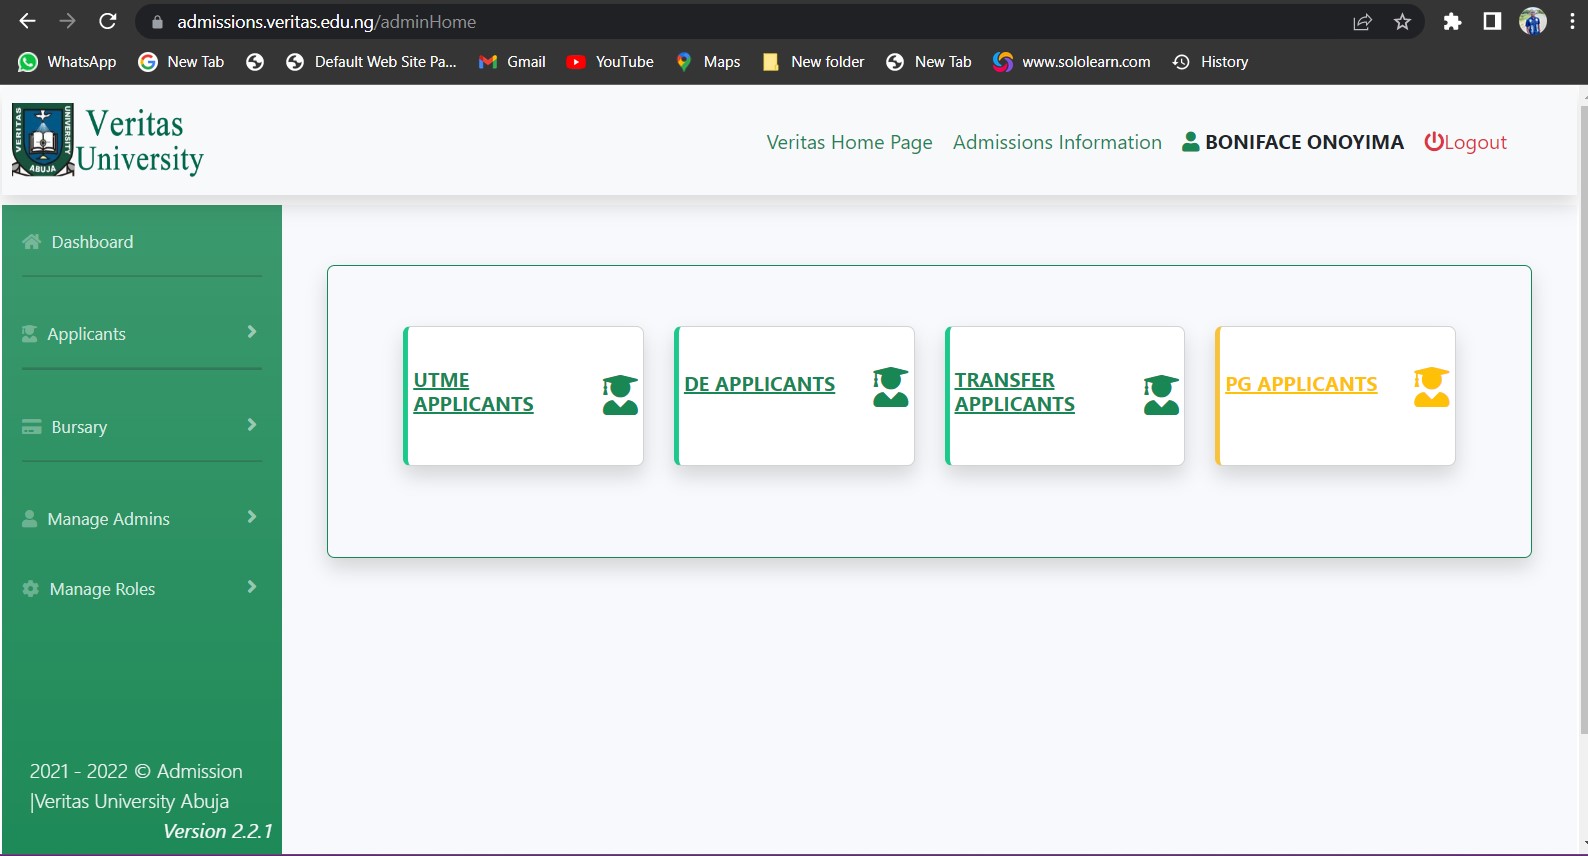 admissions.veritas.edu.ng/adminHome
WhatsApp New Tab Default Web Site Pa... Gmail YouTube Maps New folder New Tab www.sololearn.com History
VERITAS UNIVERSITY
ABUJA
Veritas
University
Veritas Home Page Admissions Information BONIFACE ONOYIMA Logout
Dashboard
Applicants
Bursary
Manage Admins
Manage Roles
2021 - 2022 © Admission
|Veritas University Abuja
Version 2.2.1
UTME
APPLICANTS
DE APPLICANTS
TRANSFER
APPLICANTS
PG APPLICANTS